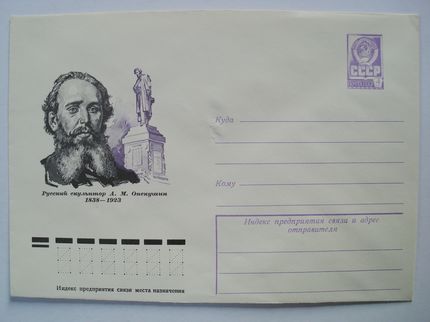 СССР
Куда
Кому
Русский скульптор А. М. Опекушин
1838—1923
Индекс предприятия связи и адрес
отправителя
Индекс предприятия связи места назначения